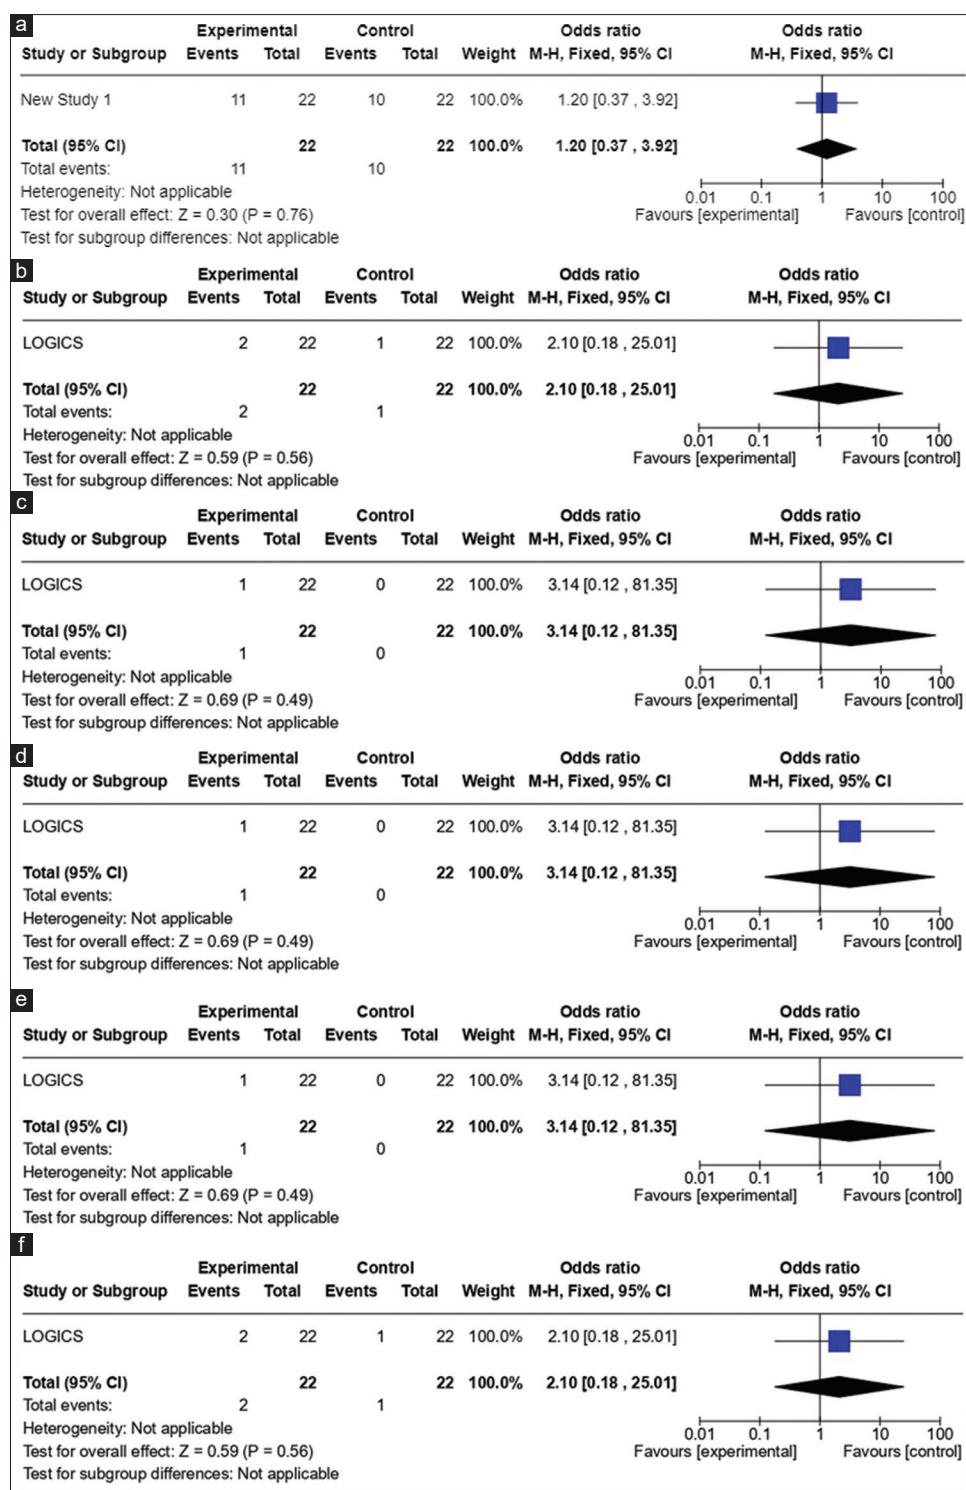 a
Experimental Control Odds ratio Odds ratio
Study or Subgroup Events Total Events Total Weight M-H, Fixed, 95% CI M-H, Fixed, 95% CI
New Study 1 11 22 10 22 100.0% 1.20 [0.37 , 3.92]
Total (95% CI) 22 22 100.0% 1.20 [0.37 , 3.92]
Total events: 11 10
Heterogeneity: Not applicable
0.01 0.1 1 10 100
Test for overall effect: Z = 0.30 (P = 0.76)
Favours [experimental] Favours [control]
Test for subgroup differences: Not applicable
b
Experimental Control Odds ratio Odds ratio
Study or Subgroup Events Total Events Total Weight M-H, Fixed, 95% CI M-H, Fixed, 95% CI
LOGICS 2 22 1 22 100.0% 2.10 [0.18 , 25.01]
Total (95% CI) 22 22 100.0% 2.10 [0.18 , 25.01]
Total events: 2 1
Heterogeneity: Not applicable
0.01 0.1 1 10 100
Test for overall effect: Z = 0.59 (P = 0.56)
Favours [experimental] Favours [control]
Test for subgroup differences: Not applicable
c
Experimental Control Odds ratio Odds ratio
Study or Subgroup Events Total Events Total Weight M-H, Fixed, 95% CI M-H, Fixed, 95% CI
LOGICS 1 22 0 22 100.0% 3.14 [0.12 , 81.35]
Total (95% CI) 22 22 100.0% 3.14 [0.12 , 81.35]
Total events: 1 0
Heterogeneity: Not applicable
0.01 0.1 1 10 100
Test for overall effect: Z = 0.69 (P = 0.49)
Favours [experimental] Favours [control]
Test for subgroup differences: Not applicable
d
Experimental Control Odds ratio Odds ratio
Study or Subgroup Events Total Events Total Weight M-H, Fixed, 95% CI M-H, Fixed, 95% CI
LOGICS 1 22 0 22 100.0% 3.14 [0.12 , 81.35]
Total (95% CI) 22 22 100.0% 3.14 [0.12 , 81.35]
Total events: 1 0
Heterogeneity: Not applicable
0.01 0.1 1 10 100
Test for overall effect: Z = 0.69 (P = 0.49)
Favours [experimental] Favours [control]
Test for subgroup differences: Not applicable
e
Experimental Control Odds ratio Odds ratio
Study or Subgroup Events Total Events Total Weight M-H, Fixed, 95% CI M-H, Fixed, 95% CI
LOGICS 1 22 0 22 100.0% 3.14 [0.12 , 81.35]
Total (95% CI) 22 22 100.0% 3.14 [0.12 , 81.35]
Total events: 1 0
Heterogeneity: Not applicable
0.01 0.1 1 10 100
Test for overall effect: Z = 0.69 (P = 0.49)
Favours [experimental] Favours [control]
Test for subgroup differences: Not applicable
f
Experimental Control Odds ratio Odds ratio
Study or Subgroup Events Total Events Total Weight M-H, Fixed, 95% CI M-H, Fixed, 95% CI
LOGICS 2 22 1 22 100.0% 2.10 [0.18 , 25.01]
Total (95% CI) 22 22 100.0% 2.10 [0.18 , 25.01]
Total events: 2 1
Heterogeneity: Not applicable
0.01 0.1 1 10 100
Test for overall effect: Z = 0.59 (P = 0.56)
Favours [experimental] Favours [control]
Test for subgroup differences: Not applicable